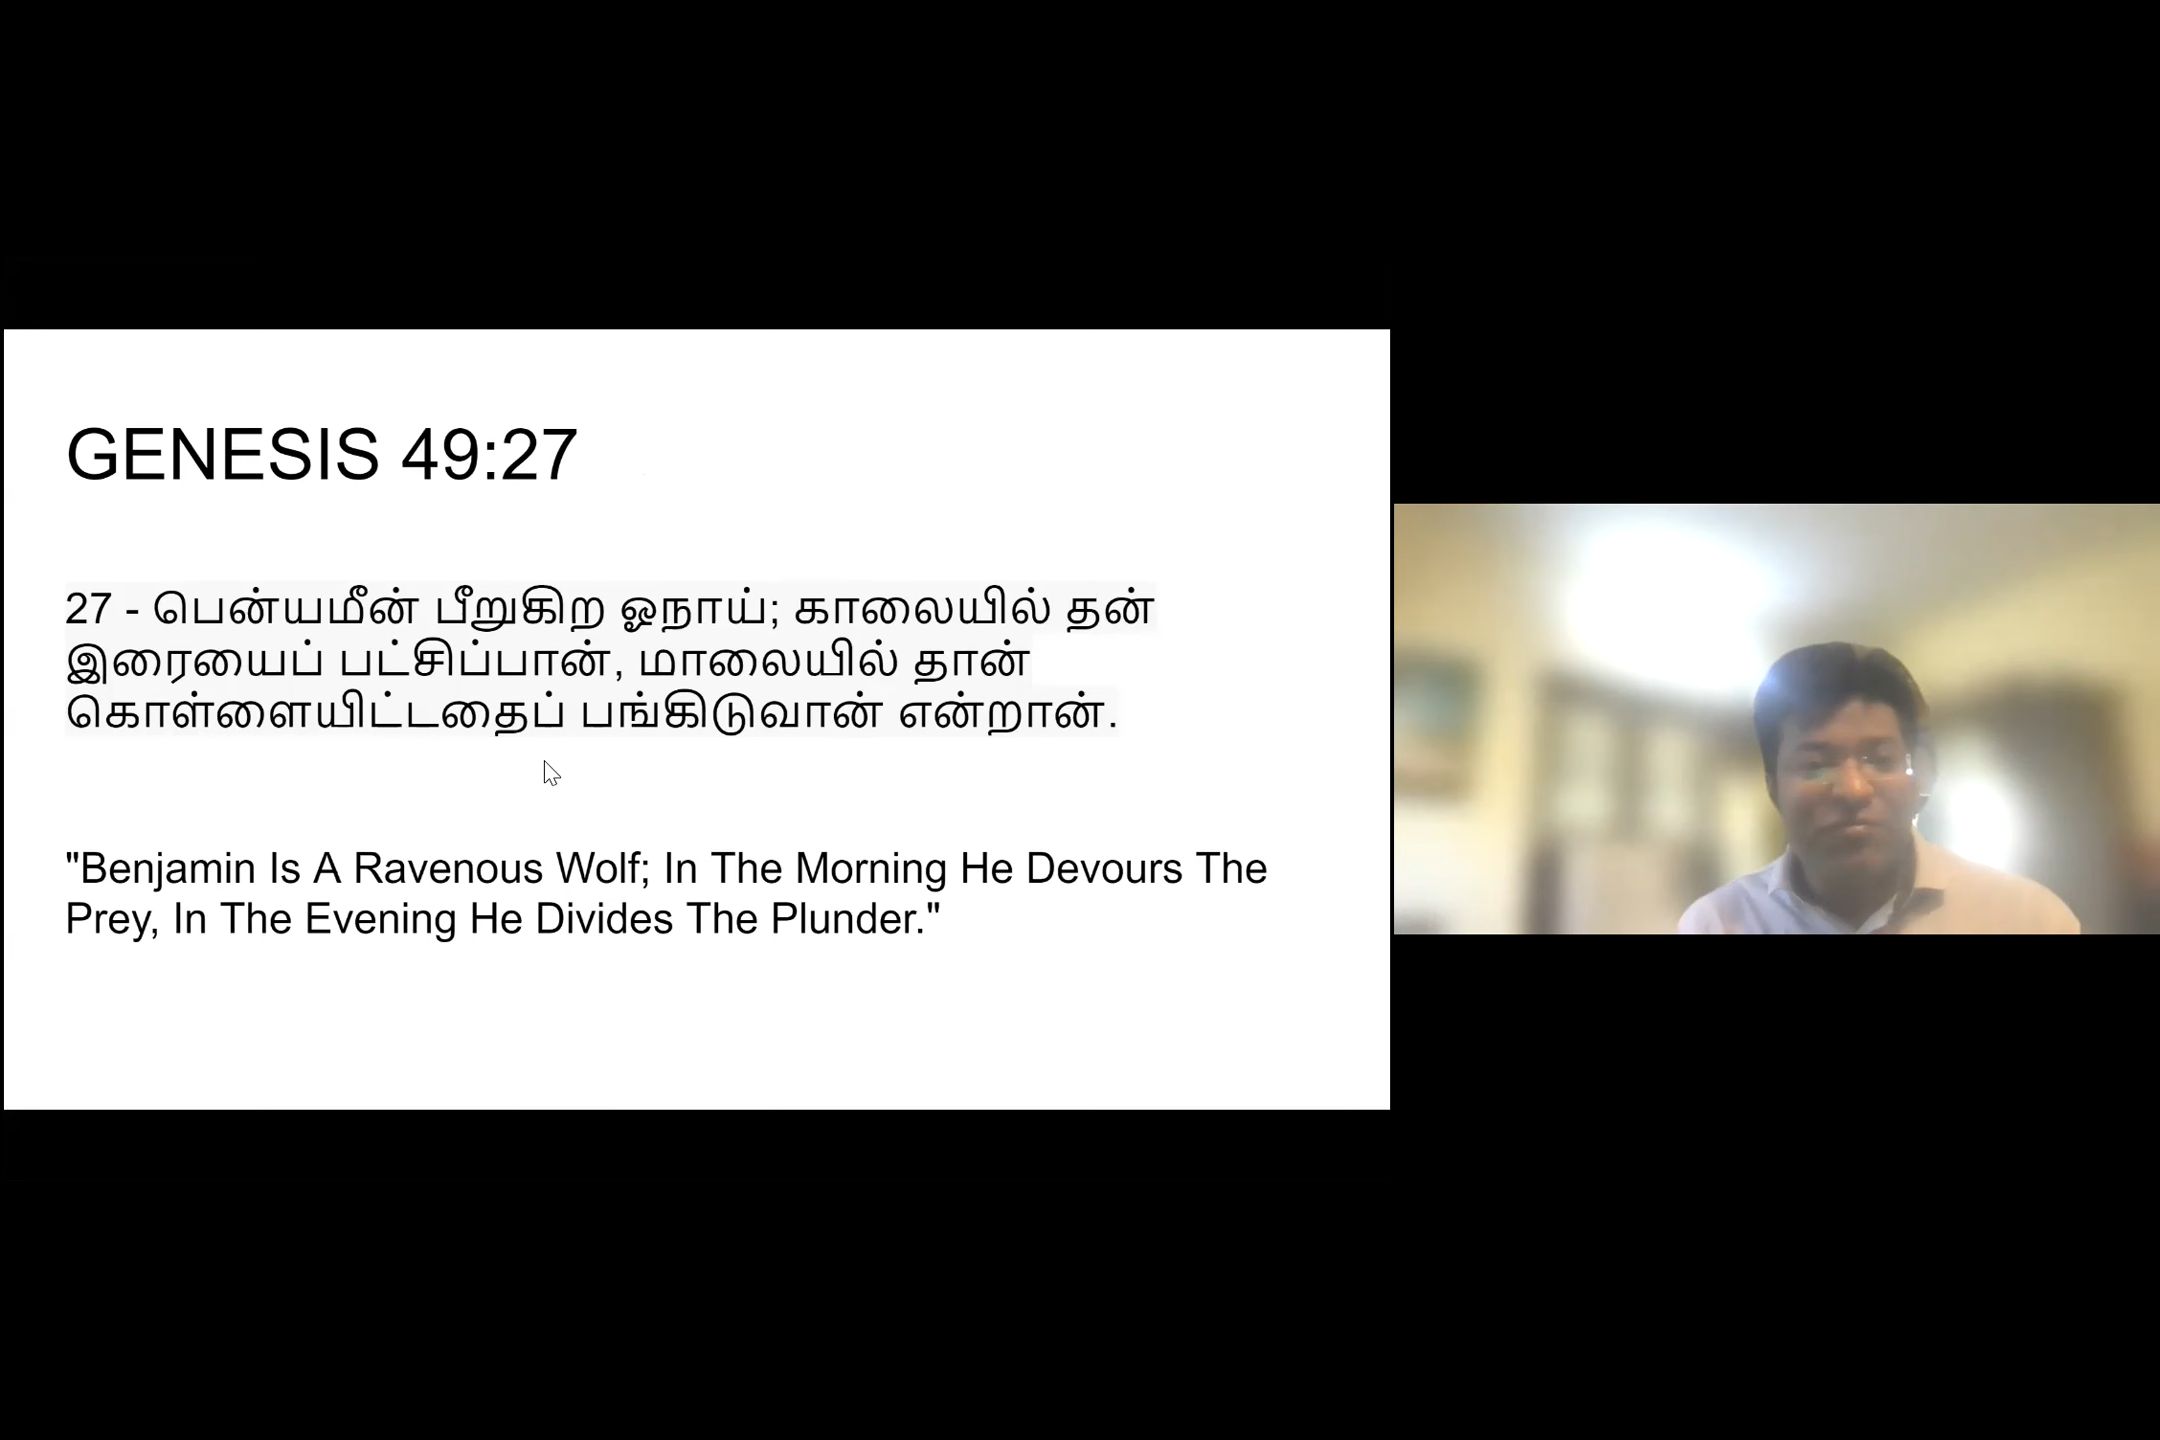 GENESIS 49:27
27 - பென்யமீன் பீறுகிற ஓநாய்; காலையில் தன்
இரையைப் பட்சிப்பான், மாலையில் தான்
கொள்ளையிட்டதைப் பங்கிடுவான் என்றான்.
"Benjamin Is A Ravenous Wolf; In The Morning He Devours The
Prey, In The Evening He Divides The Plunder."